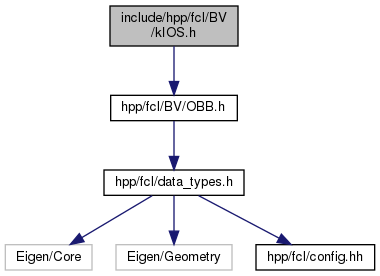 include/hpp/fcl/BV
/kIOS.h
hpp/fcl/BV/OBB.h
hpp/fcl/data_types.h
Eigen/Core
Eigen/Geometry
hpp/fcl/config.hh